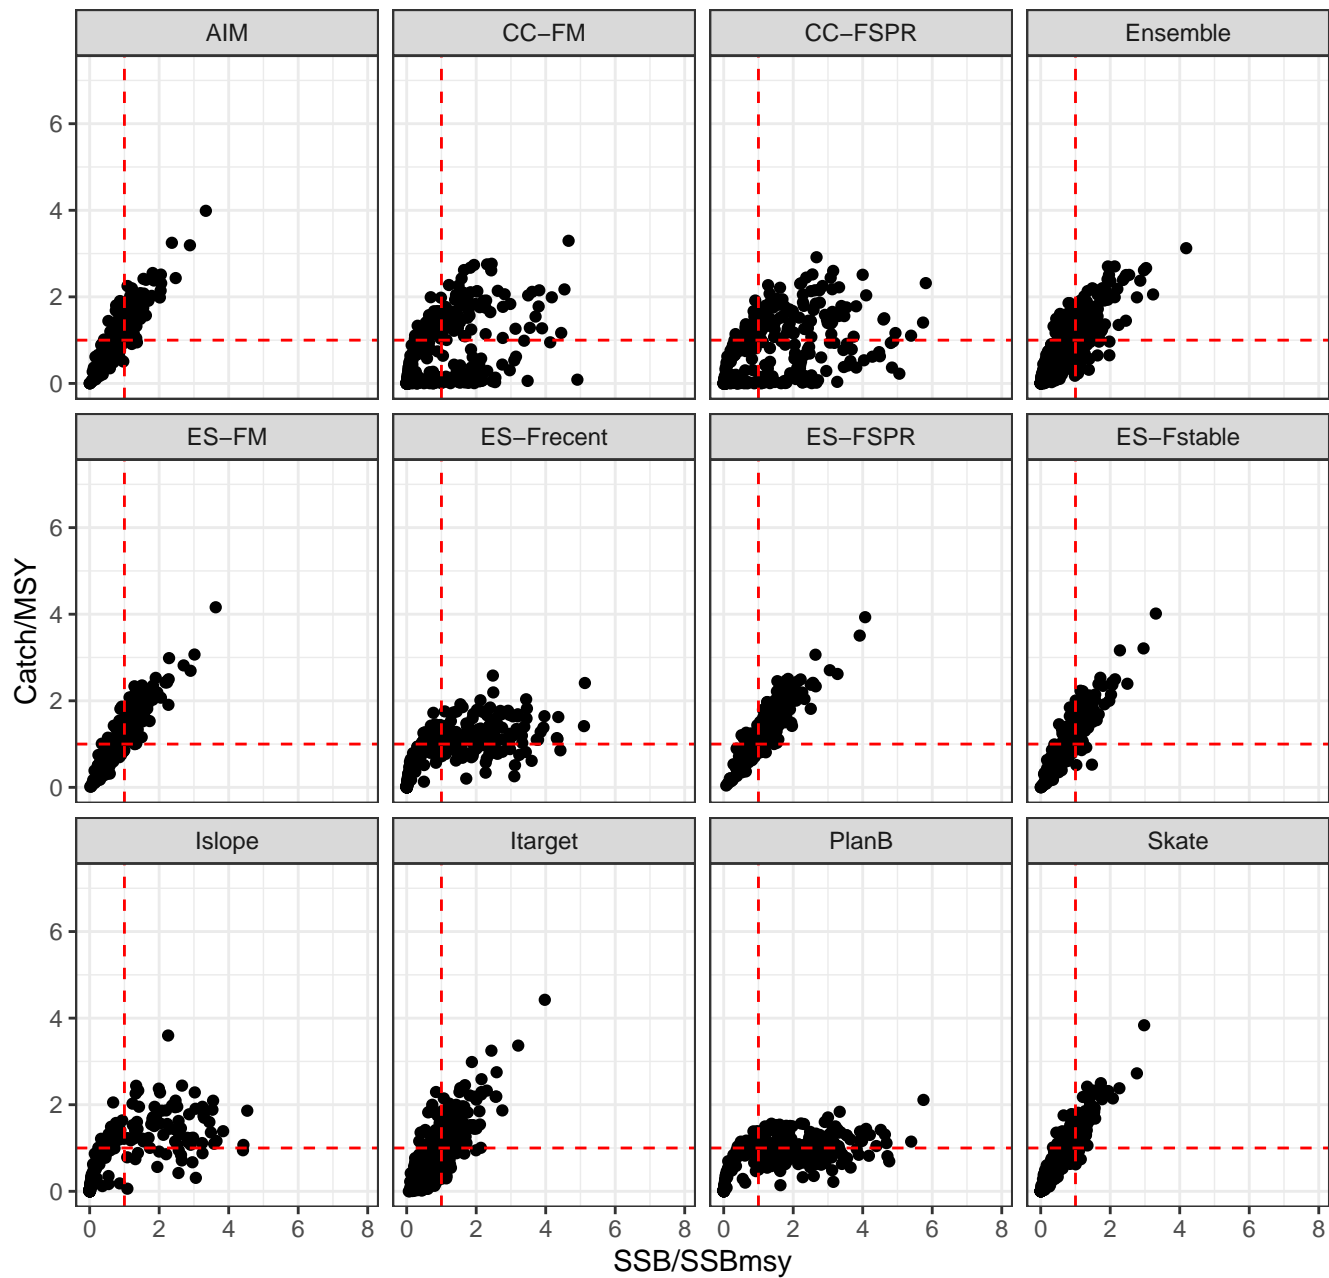 AIM CC−FM CC−FSPR Ensemble
6
4
2
0
ES−FM ES−Frecent ES−FSPR ES−Fstable
6
4
2
0
Catch/MSY
Islope Itarget PlanB Skate
6
4
2
0
0 2 4 6 8 0 2 4 6 8 0 2 4 6 8 0 2 4 6 8
SSB/SSBmsy